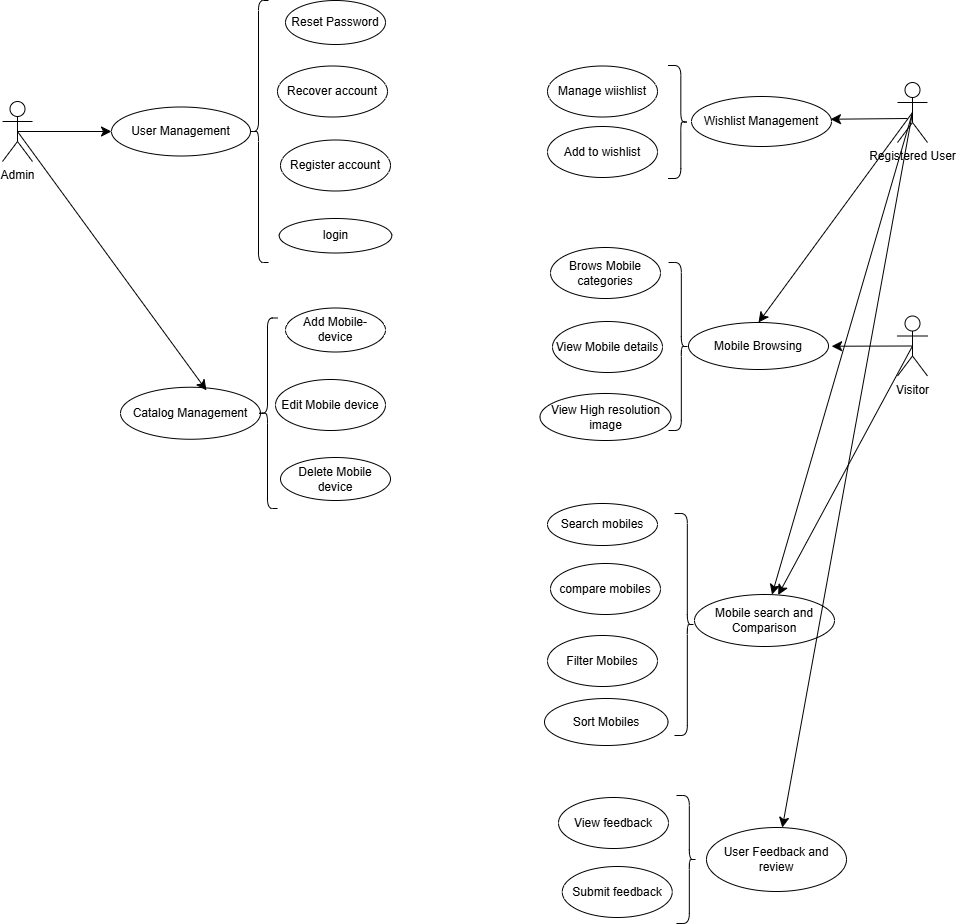 Reset Password
Recover account
User Management
Admin
Register account
login
Add Mobile-
device
Catalog Management
Edit Mobile device
Delete Mobile
device
Manage wiishlist
Wishlist Management
Add to wishlist
Registered User
Brows Mobile
categories
View Mobile details
Mobile Browsing
Visitor
View High resolution
image
Search mobiles
compare mobiles
Mobile search and
Comparison
Filter Mobiles
Sort Mobiles
View feedback
User Feedback and
review
Submit feedback